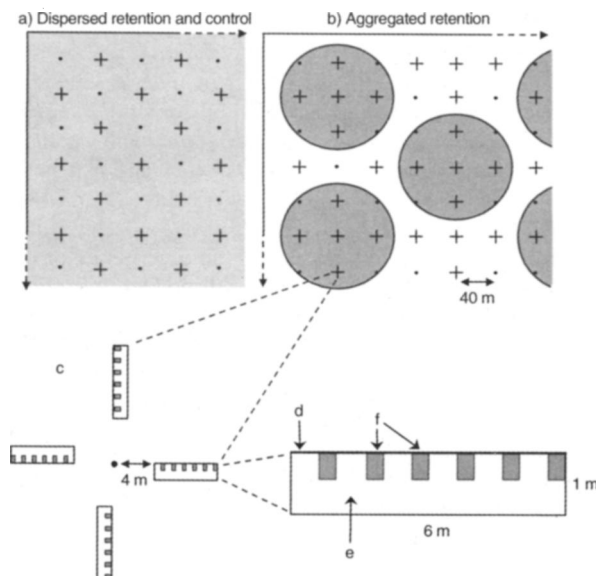 a) Dispersed retention and control
b) Aggregated retention
40 m
c
4 m
d
f
1 m
e
6 m